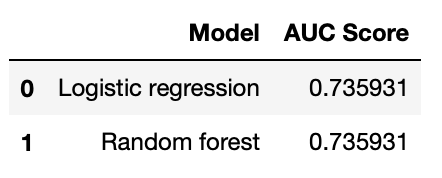 Model AUC Score
0 Logistic regression 0.735931
1 Random forest 0.735931